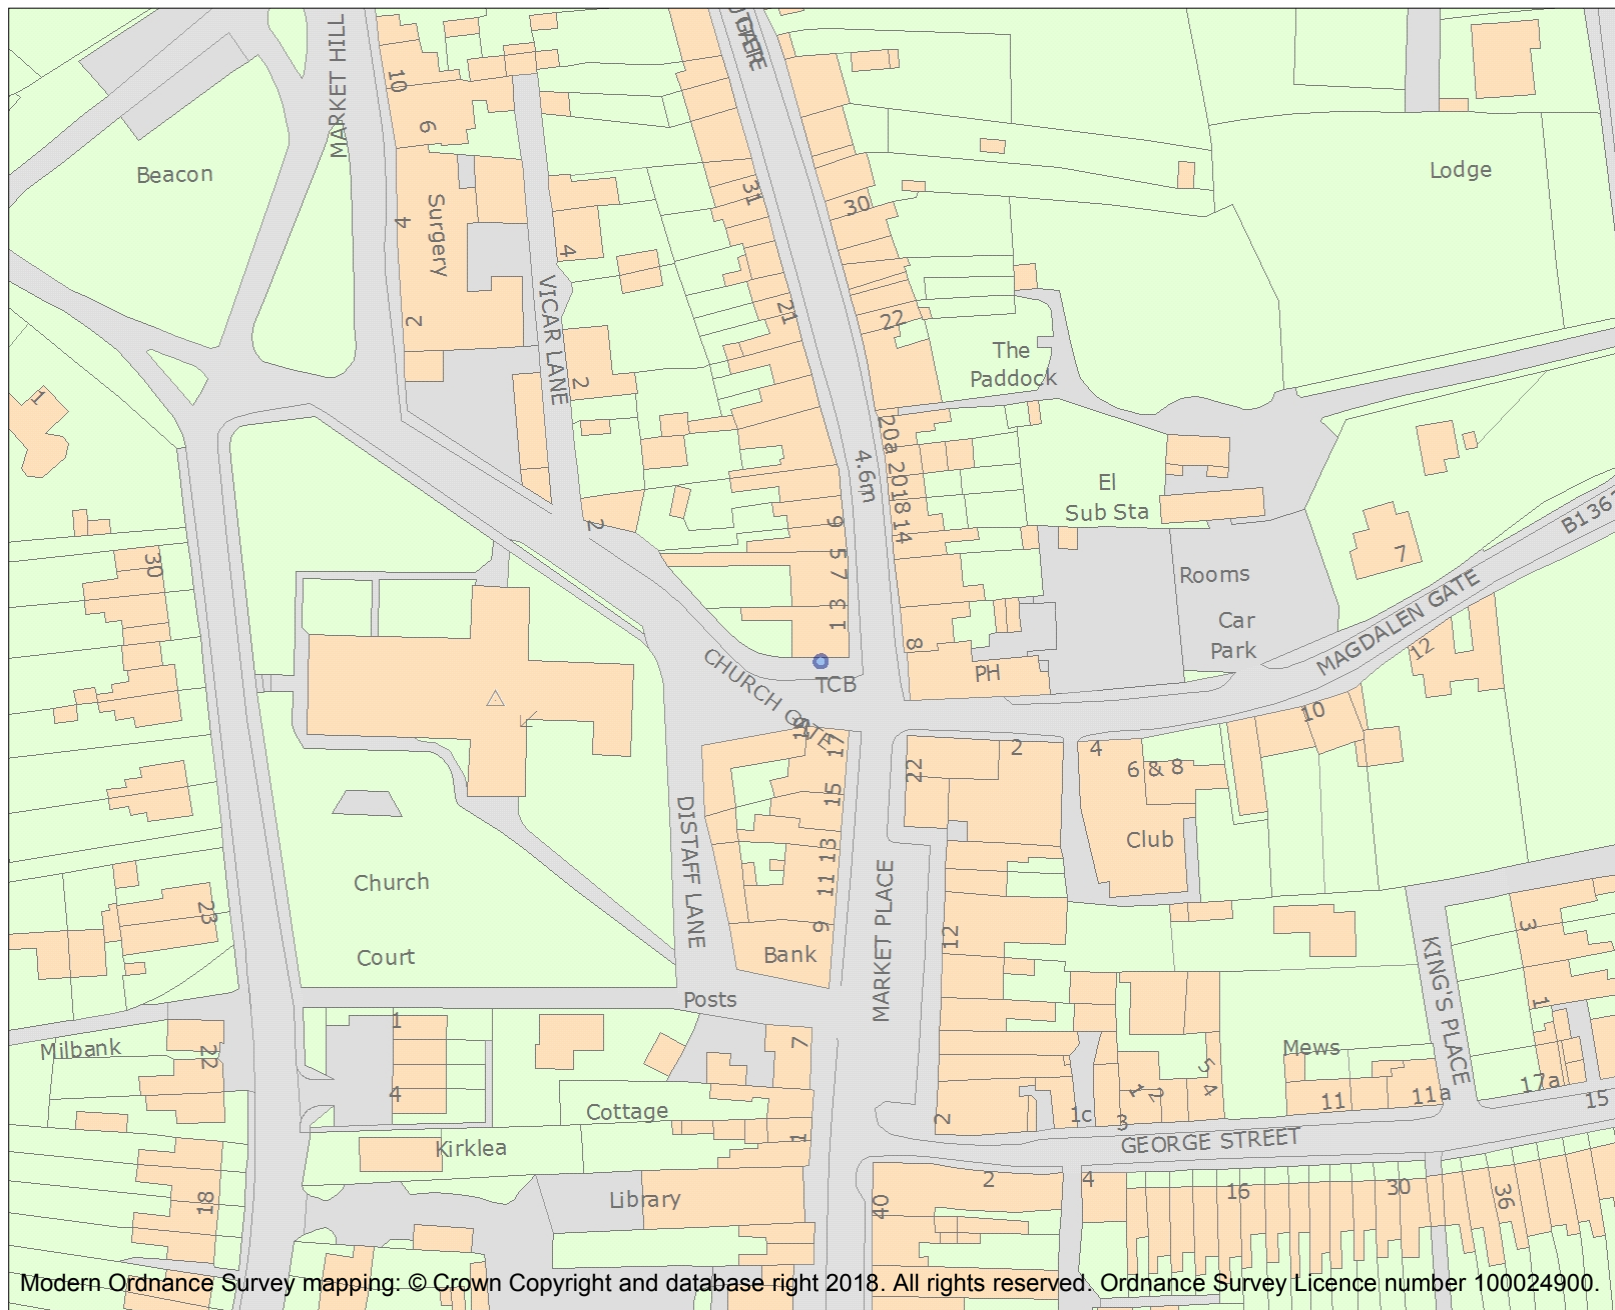 MARKET HILL
10
6
Beacon
Lodge
Surgery
4
31
30
4
VICAR LANE
2
21
22
The
Paddock
2
1
20a 20 18 14
4.6m
El
Sub Sta
2
9
5
7
3
1
B136
7
30
Rooms
Car
Park
MAGDALEN GATE
12
8
PH
TCB
CHURCH GATE
17
10
2
4
6 & 8
22
15
Club
DISTAFF LANE
13
11
MARKET PLACE
Church
23
9
12
3
Court
Bank
KING'S PLACE
Posts
1
1
Milbank
22
7
Mews
5
4
1
2
4
Cottage
2
1c
3
11
11a
17a
15
Kirklea
1
GEORGE STREET
18
Library
40
2
4
16
30
36
Modern Ordnance Survey mapping: © Crown Copyright and database right 2018. All rights reserved. Ordnance Survey Licence number 100024900.